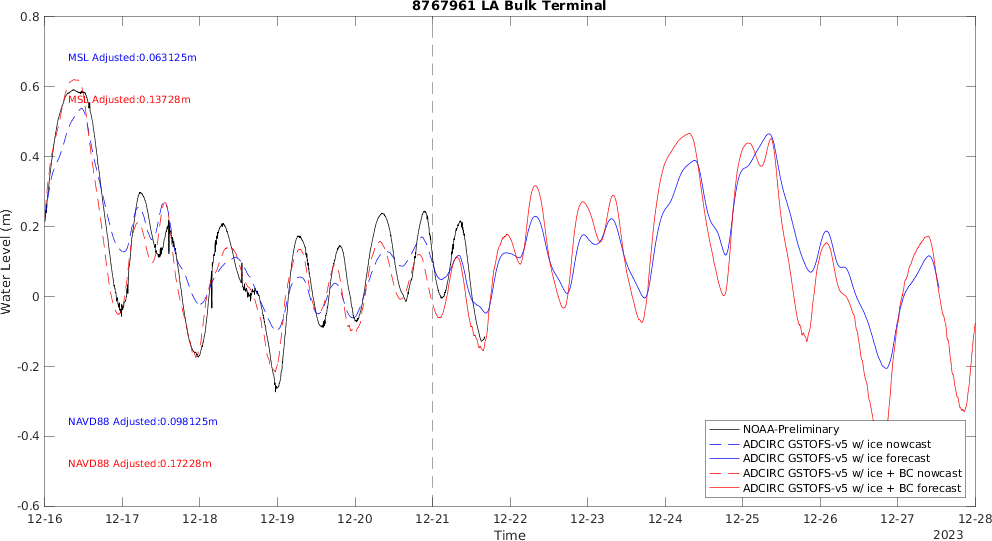 8767961 LA Bulk Terminal
0.8
0.6
0.4
0.2
0
-0.2
-0.4
-0.6
Water Level (m)
MSL Adjusted:0.063125m
MSL Adjusted:0.13728m
NAVD88 Adjusted:0.098125m
NAVD88 Adjusted:0.17228m
NOAA-Preliminary
ADCIRC GSTOFS-v5 w/ ice nowcast
ADCIRC GSTOFS-v5 w/ ice forecast
ADCIRC GSTOFS-v5 w/ ice + BC nowcast
ADCIRC GSTOFS-v5 w/ ice + BC forecast
12-16 12-17 12-18 12-19 12-20 12-21 12-22 12-23 12-24 12-25 12-26 12-27 12-28
Time
2023